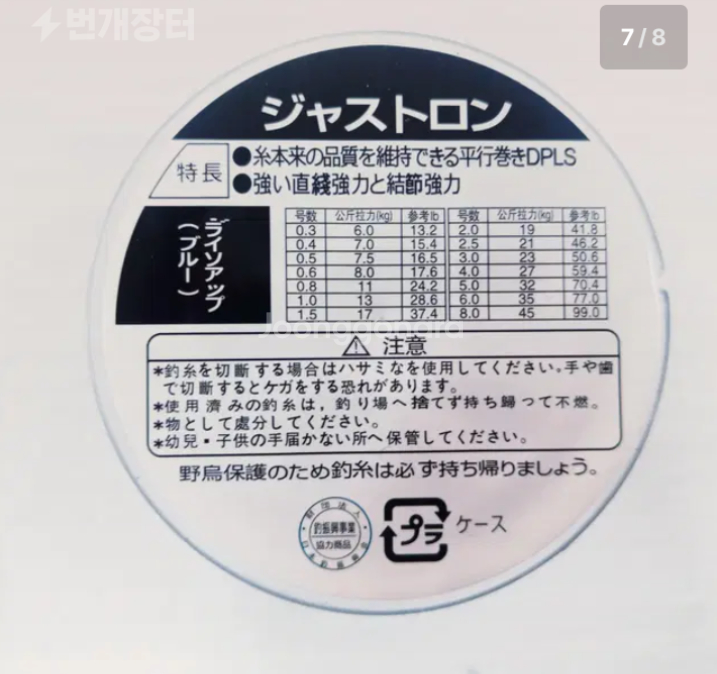 번개장터
7/8
ジャストロン
特長
●糸本来の品質を維持できる平行巻きDPLS
●強い直綫強力と結節強力
ライソアップ
(ブルー)
号数 公斤拉力(kg) 参考lb 号数 公斤拉力(kg) 参考lb
0.3 6.0 13.2 2.0 19 41.8
0.4 7.0 15.4 2.5 21 46.2
0.5 7.5 16.5 3.0 23 50.6
0.6 8.0 17.6 4.0 27 59.4
0.8 11 24.2 5.0 32 70.4
1.0 13 28.6 6.0 35 77.0
1.5 17 37.4 8.0 45 99.0
Joonggonara
注意
*釣糸を切断する場合はハサミなを使用してください。手や歯
で切断するとケガをする恐れがあります。
*使用済みの釣糸は，釣り場へ捨てず持ち歸つて不燃。
*物として処分してください。
*幼兒・子供の手届かない所へ保管してください。
野鳥保護のため釣糸は必ず持ち帰りましょう。
財団法人
釣振興事業
協力商品
プラ
ケース